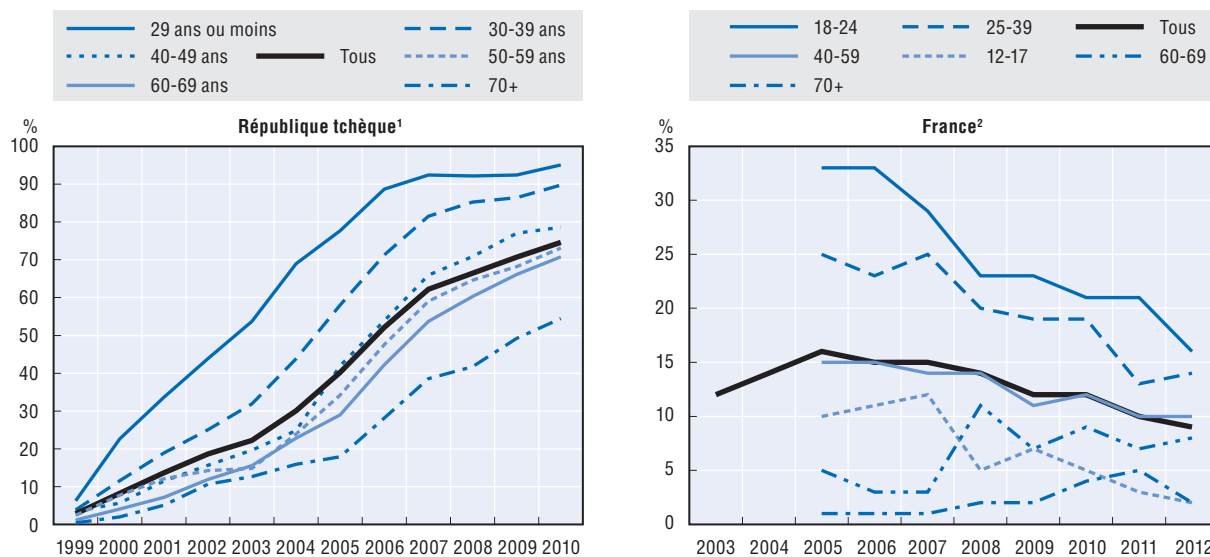 29 ans ou moins 30-39 ans
40-49 ans Tous 50-59 ans
60-69 ans 70+
% République tchèque¹
100
90
80
70
60
50
40
30
20
10
0
1999 2000 2001 2002 2003 2004 2005 2006 2007 2008 2009 2010
18-24 25-39 Tous
40-59 12-17 60-69
70+
% France²
35
30
25
20
15
10
5
0
2003 2004 2005 2006 2007 2008 2009 2010 2011 2012